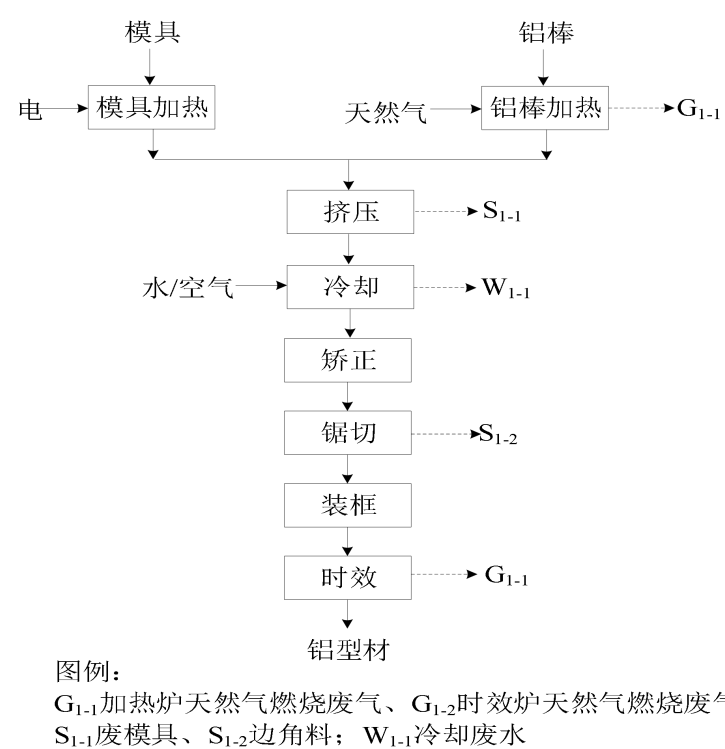 模具
铝棒
电
模具加热
天然气
铝棒加热
G1-1
挤压
S1-1
水/空气
冷却
W1-1
矫正
锯切
S1-2
装框
时效
G1-1
铝型材
图例：
G1-1加热炉天然气燃烧废气、G1-2时效炉天然气燃烧废
S1-1废模具、S1-2边角料；W1-1冷却废水